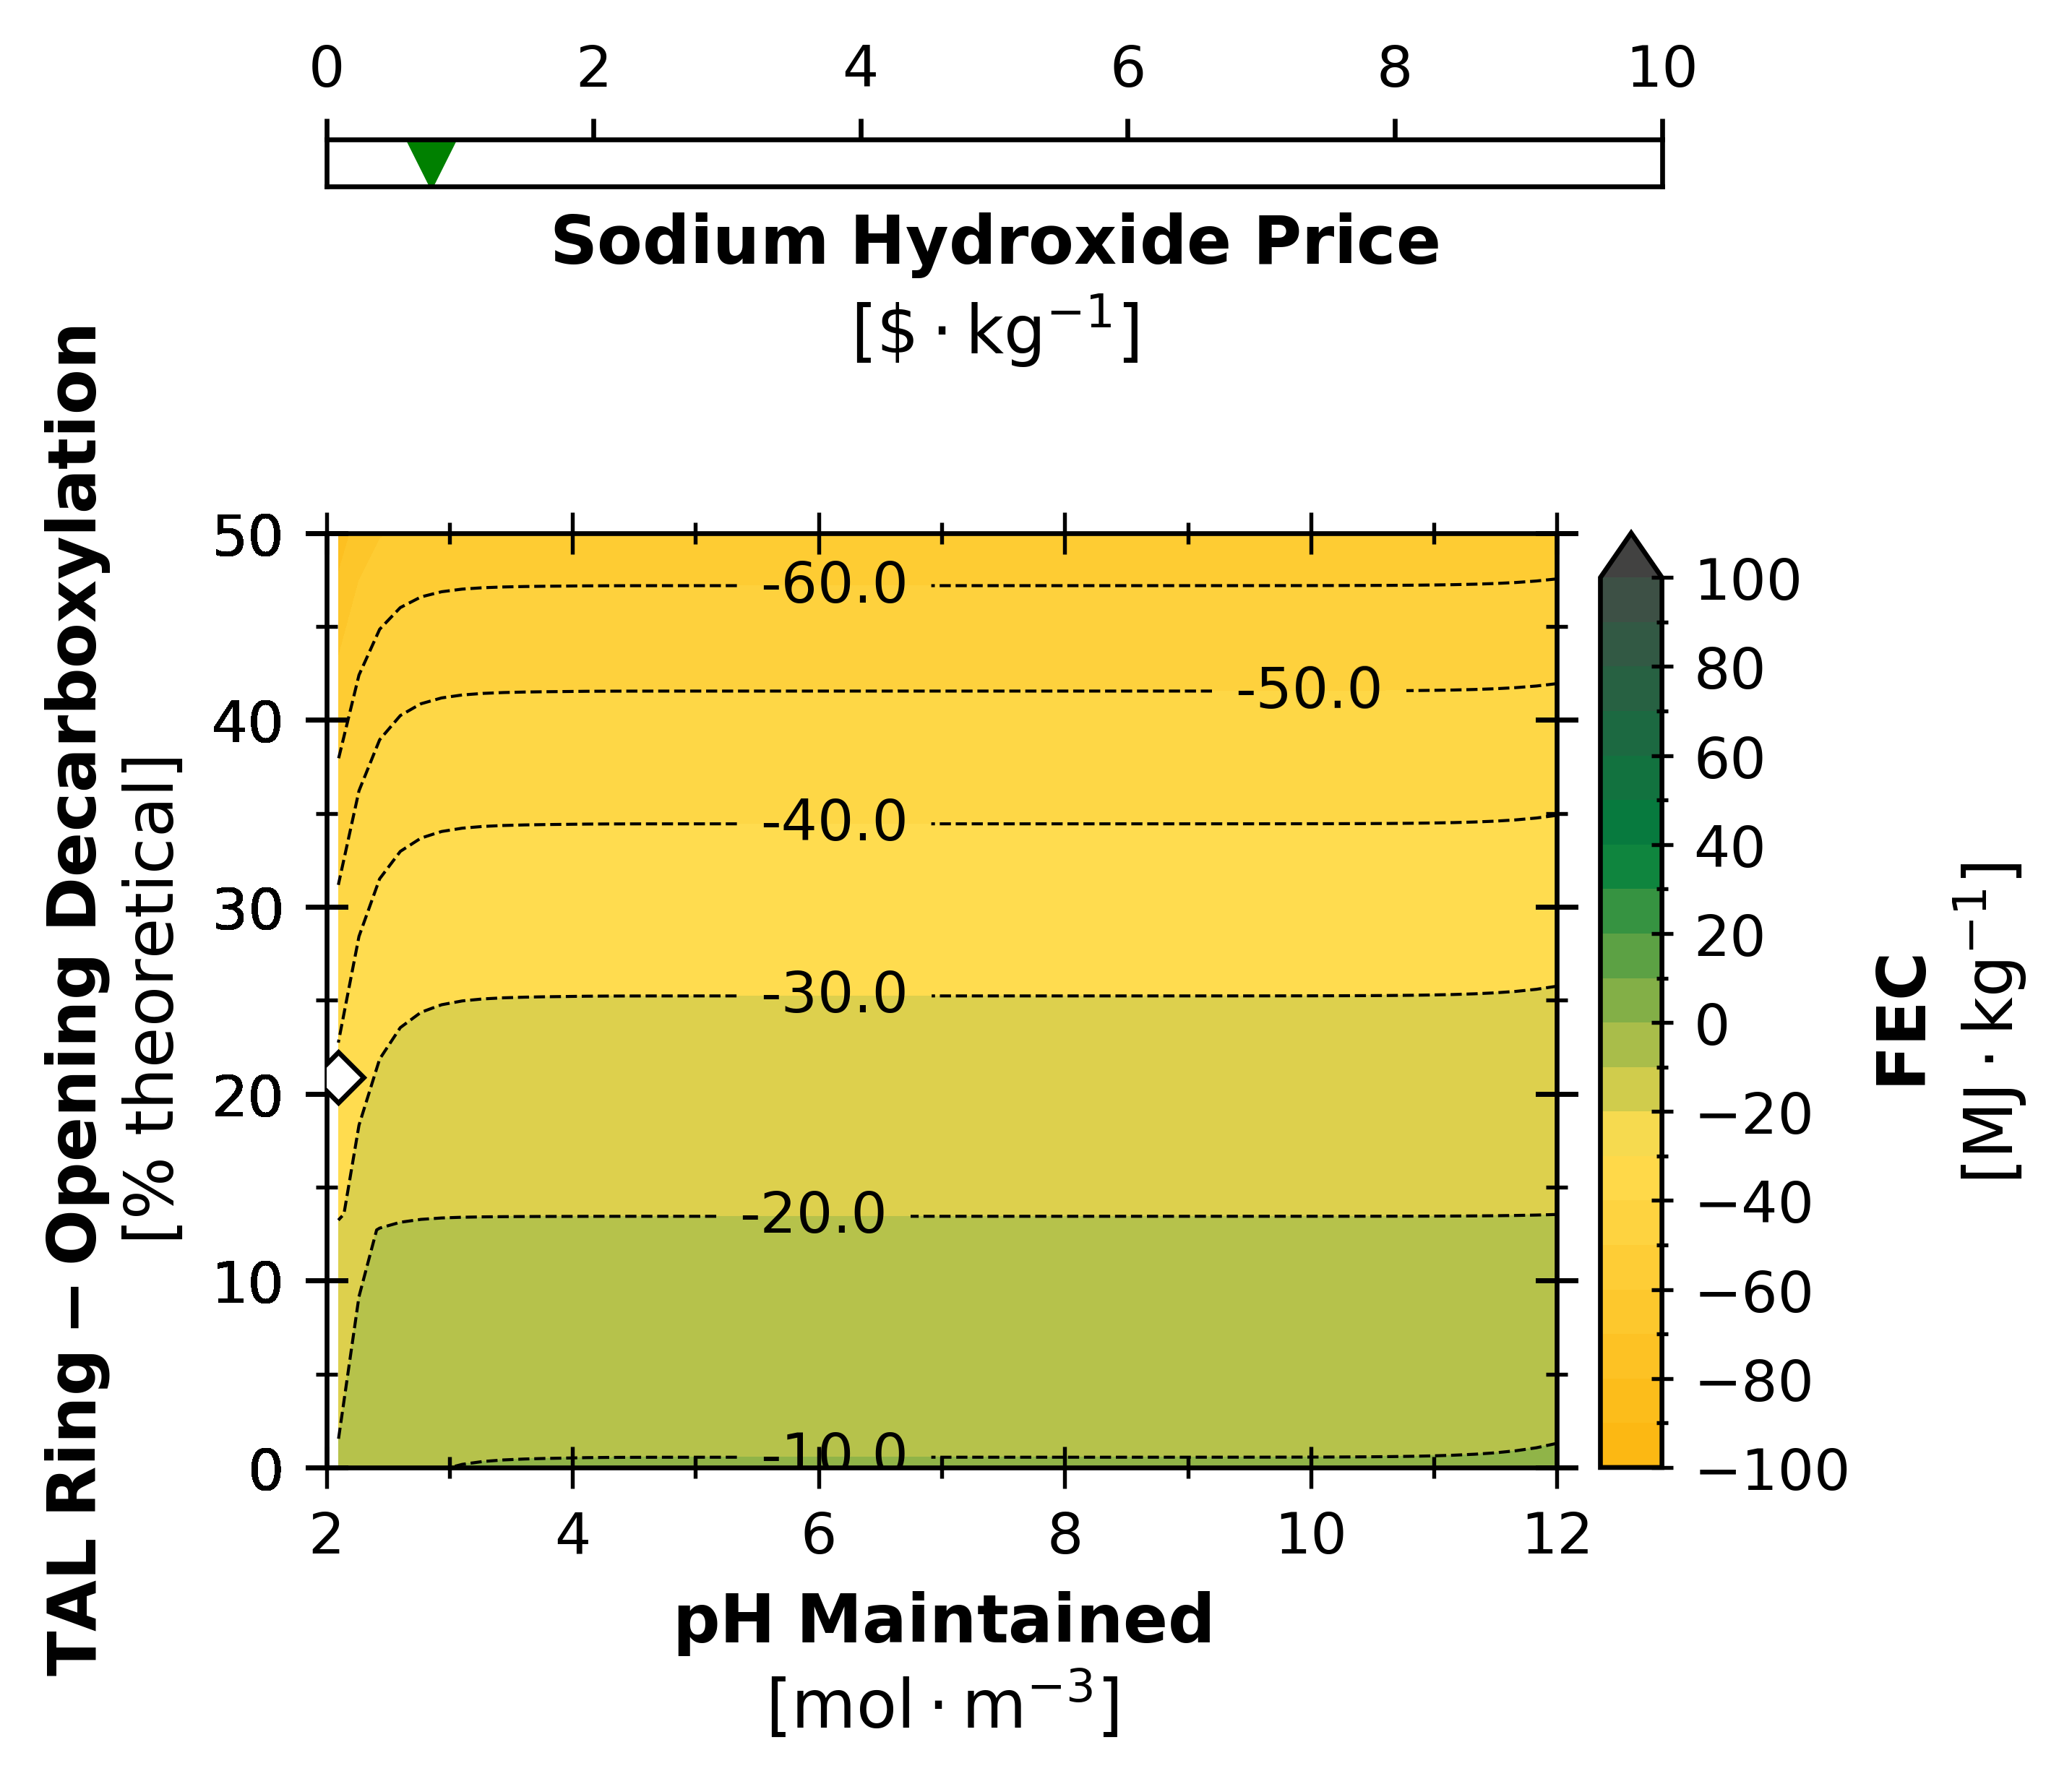 0 2 4 6 8 10
Sodium Hydroxide Price
[$ · kg⁻¹]
TAL Ring − Opening Decarboxylation
[% theoretical]
50
40
30
20
10
0
-60.0
-50.0
-40.0
-30.0
-20.0
-10.0
2 4 6 8 10 12
pH Maintained
[mol · m⁻³]
100
80
60
40
20
0
−20
−40
−60
−80
−100
FEC
[MJ · kg⁻¹]